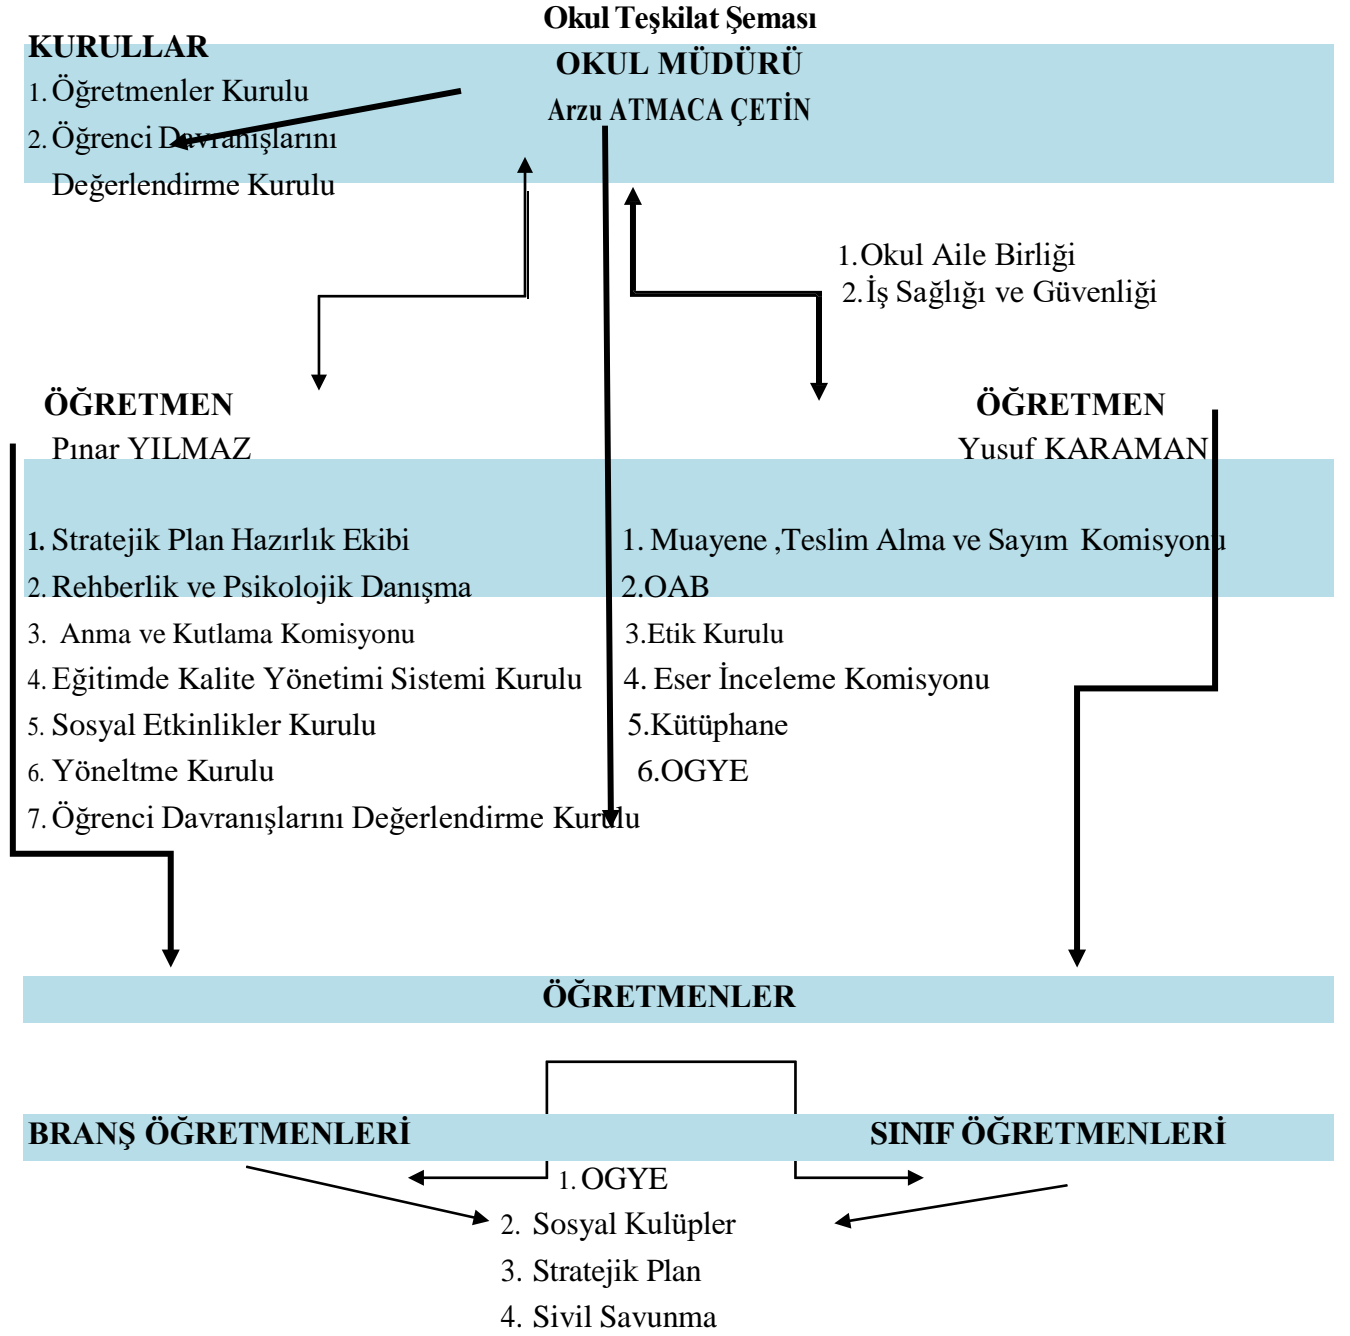 Okul Teşkilat Şeması
KURULLAR
OKUL MÜDÜRÜ
1. Öğretmenler Kurulu
Arzu ATMACA ÇETİN
2. Öğrenci Davranışlarını
Değerlendirme Kurulu
1.Okul Aile Birliği
2.İş Sağlığı ve Güvenliği
ÖĞRETMEN
Pınar YILMAZ
ÖĞRETMEN
Yusuf KARAMAN
1. Stratejik Plan Hazırlık Ekibi
2. Rehberlik ve Psikolojik Danışma
3. Anma ve Kutlama Komisyonu
4. Eğitimde Kalite Yönetimi Sistemi Kurulu
5. Sosyal Etkinlikler Kurulu
6. Yöneltme Kurulu
7. Öğrenci Davranışlarını Değerlendirme Kurulu
1. Muayene ,Teslim Alma ve Sayım Komisyonu
2.OAB
3.Etik Kurulu
4. Eser İnceleme Komisyonu
5.Kütüphane
6.OGYE
ÖĞRETMENLER
BRANŞ ÖĞRETMENLERİ
SINIF ÖĞRETMENLERİ
1. OGYE
2. Sosyal Kulüpler
3. Stratejik Plan
4. Sivil Savunma